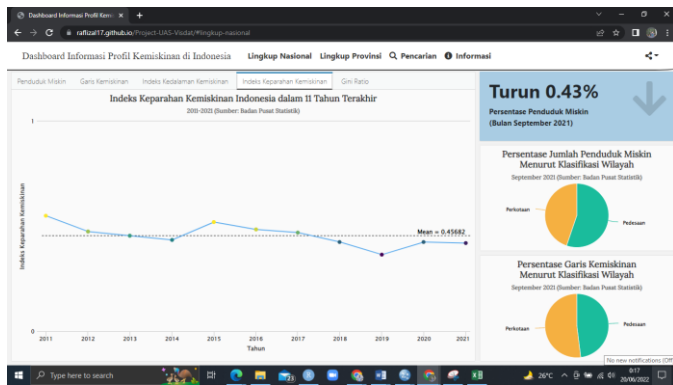 Dashboard Informasi Profil Kemi
raflizal17.github.io/Project-UAS-Visdat/#lingkup-nasional
Dashboard Informasi Profil Kemiskinan di Indonesia
Lingkup Nasional
Lingkup Provinsi
Pencarian
Informasi
Penduduk Miskin
Garis Kemiskinan
Indeks Kedalaman Kemiskinan
Indeks Keparahan Kemiskinan
Gini Ratio
Indeks Keparahan Kemiskinan Indonesia dalam 11 Tahun Terakhir
2011-2021 (Sumber: Badan Pusat Statistik)
1
Indeks Keparahan Kemiskinan
Mean = 0.45682
0
2011
2012
2013
2014
2015
2016
2017
2018
2019
2020
2021
Tahun
Turun 0.43%
Persentase Penduduk Miskin
(Bulan September 2021)
Persentase Jumlah Penduduk Miskin
Menurut Klasifikasi Wilayah
September 2021 (Sumber: Badan Pusat Statistik)
Perkotaan
Pedesaan
Persentase Garis Kemiskinan
Menurut Klasifikasi Wilayah
September 2021 (Sumber: Badan Pusat Statistik)
Perkotaan
Pedesaan
No new notifications (Off
Type here to search
26°C
0:17
20/06/2022